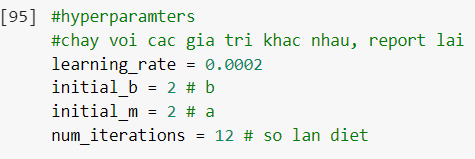 [95] #hyperparamters
#chay voi cac gia tri khac nhau, report lai
learning_rate = 0.0002
initial_b = 2 # b
initial_m = 2 # a
num_iterations = 12 # so lan diet